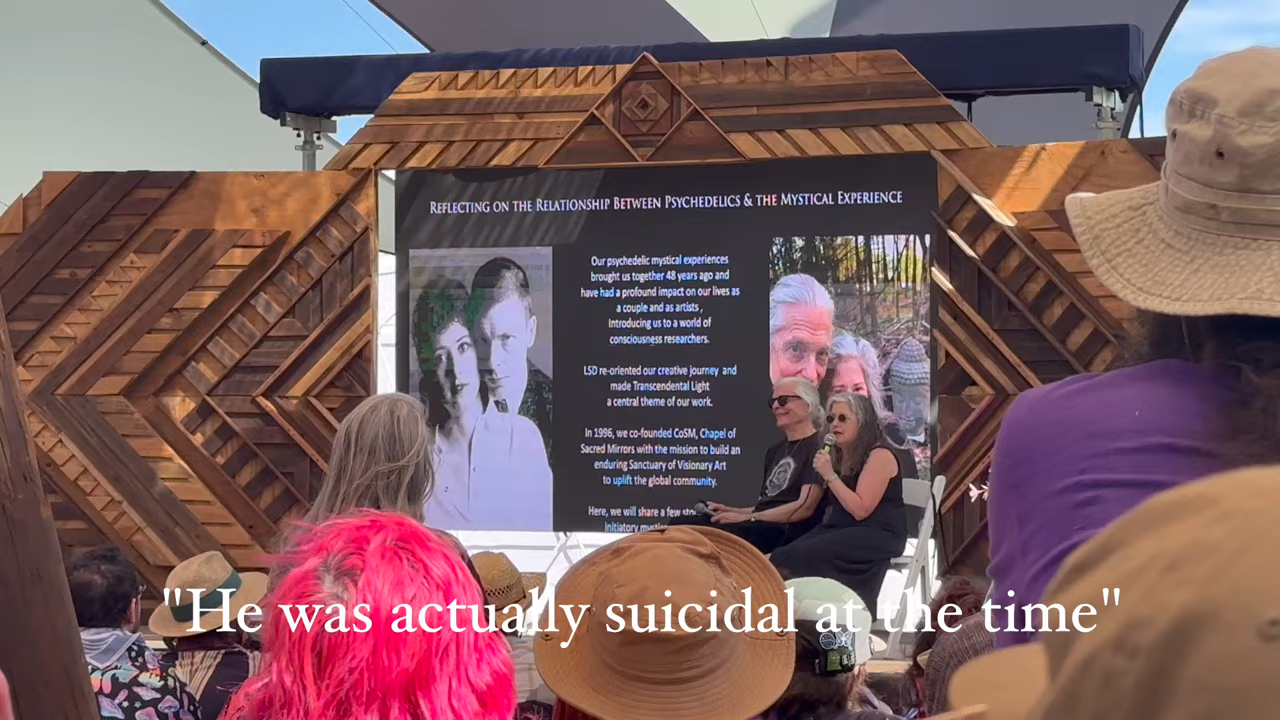 REFLECTING ON THE RELATIONSHIP BETWEEN PSYCHEDELICS & THE MYSTICAL EXPERIENCE
Our psychedelic mystical experiences
brought us together 48 years ago and
have had a profound impact on our lives as
a couple and as artists,
Introducing us to a world of
consciousness researchers.
LSD re-oriented our creative journey and
made Transcendental Light
a central theme of our work.
In 1996, we co-founded CoSM, Chapel of
Sacred Mirrors with the mission to build an
enduring Sanctuary of Visionary Art
to uplift the global community.
Here, we will share a few
"He was actually suicidal at the time"